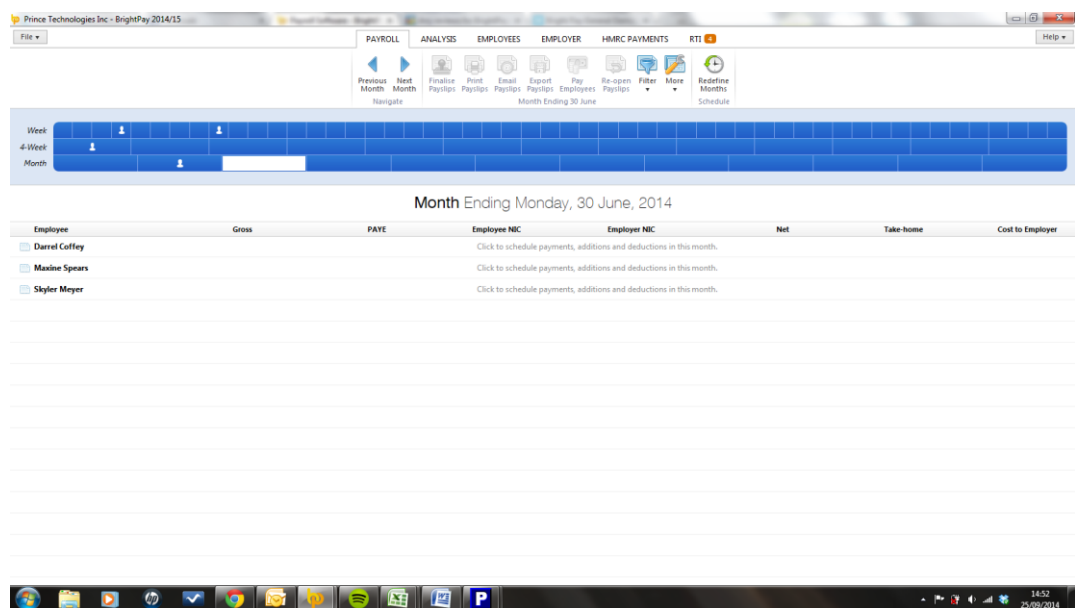 Prince Technologies Inc - BrightPay 2014/15
File
PAYROLL ANALYSIS EMPLOYEES EMPLOYER HMRC PAYMENTS RTI 4
Help
Previous Month Next Month Finalise Payslips Print Payslips Email Payslips Export Payslips Pay Employees Re-open Payslips Filter More Redefine Months
Navigate Month Ending 30 June Schedule
Week
4-Week
Month
Month Ending Monday, 30 June, 2014
Employee Gross PAYE Employee NIC Employer NIC Net Take-home Cost to Employer
Darrel Coffey Click to schedule payments, additions and deductions in this month.
Maxine Spears Click to schedule payments, additions and deductions in this month.
Skyler Meyer Click to schedule payments, additions and deductions in this month.
hp P
14:52
25/09/2014